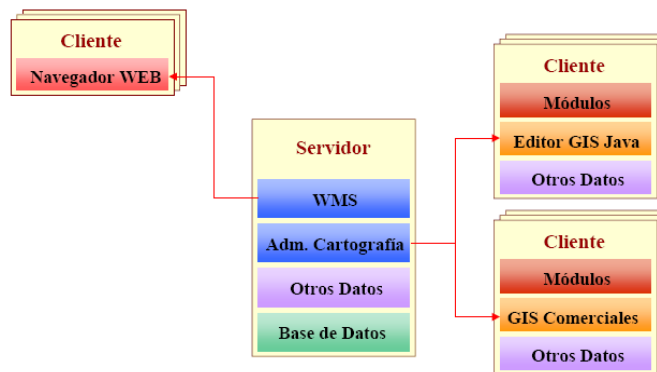 Cliente
Navegador WEB
Servidor
WMS
Adm. Cartografía
Otros Datos
Base de Datos
Cliente
Módulos
Editor GIS Java
Otros Datos
Cliente
Módulos
GIS Comerciales
Otros Datos